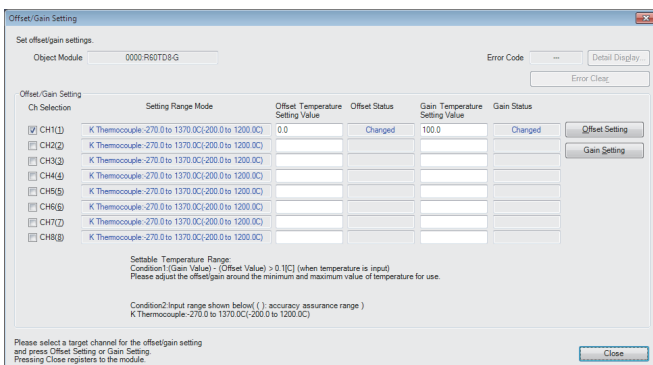 Offset/Gain Setting
Set offset/gain settings.
Object Module 0000:R60TD8-G Error Code --- Detail Display...
Error Clear
Offset/Gain Setting
Ch Selection Setting Range Mode Offset Temperature Setting Value Offset Status Gain Temperature Setting Value Gain Status
CH1(1) K Thermocouple:-270.0 to 1370.0C(-200.0 to 1200.0C) 0.0 Changed 100.0 Changed Offset Setting
CH2(2) K Thermocouple:-270.0 to 1370.0C(-200.0 to 1200.0C) Gain Setting
CH3(3) K Thermocouple:-270.0 to 1370.0C(-200.0 to 1200.0C)
CH4(4) K Thermocouple:-270.0 to 1370.0C(-200.0 to 1200.0C)
CH5(5) K Thermocouple:-270.0 to 1370.0C(-200.0 to 1200.0C)
CH6(6) K Thermocouple:-270.0 to 1370.0C(-200.0 to 1200.0C)
CH7(7) K Thermocouple:-270.0 to 1370.0C(-200.0 to 1200.0C)
CH8(8) K Thermocouple:-270.0 to 1370.0C(-200.0 to 1200.0C)
Settable Temperature Range:
Condition1:(Gain Value) - (Offset Value) > 0.1[C] (when temperature is input)
Please adjust the offset/gain around the minimum and maximum value of temperature for use.
Condition2:Input range shown below( ( ): accuracy assurance range )
K Thermocouple:-270.0 to 1370.0C(-200.0 to 1200.0C)
Please select a target channel for the offset/gain setting
and press Offset Setting or Gain Setting.
Pressing Close registers to the module.
Close